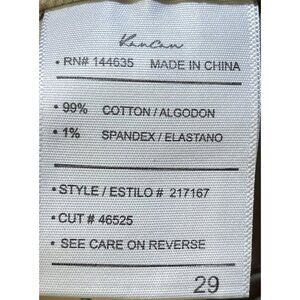 KanCan
• RN# 144635 MADE IN CHINA
• 99% COTTON / ALGODON
• 1% SPANDEX / ELASTANO
• STYLE / ESTILO # 217167
• CUT # 46525
• SEE CARE ON REVERSE
29